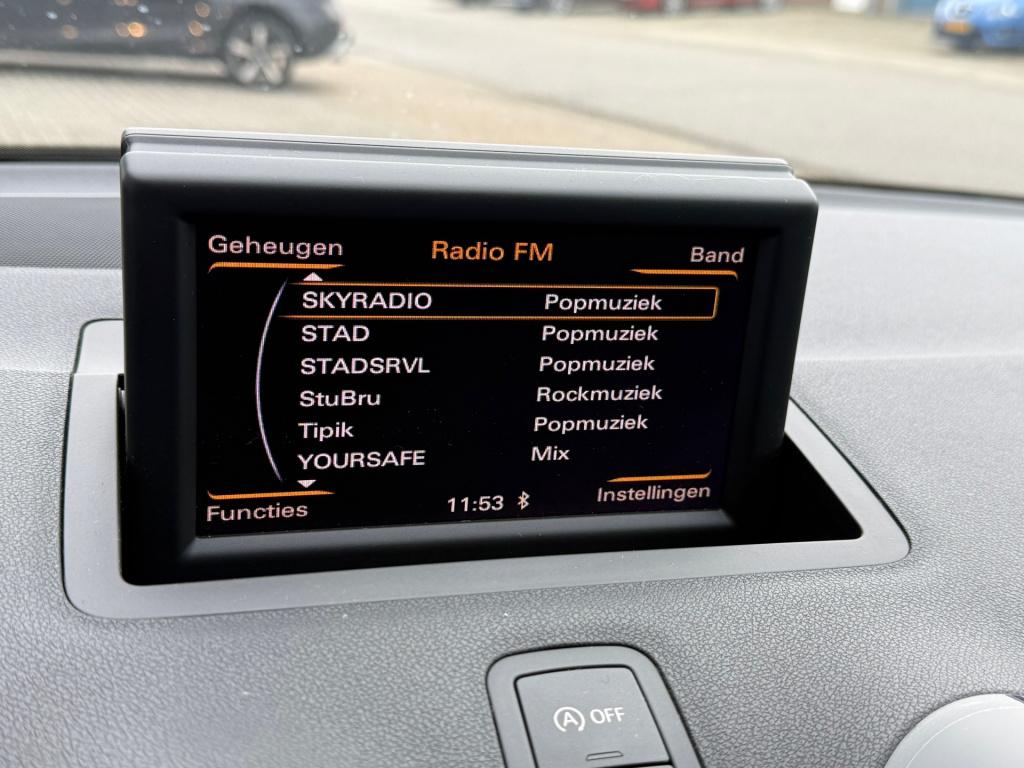 Geheugen Radio FM Band
SKYRADIO Popmuziek
STAD Popmuziek
STADSRVL Popmuziek
StuBru Rockmuziek
Tipik Popmuziek
YOURSAFE Mix
Functies 11:53 Instellingen
A OFF